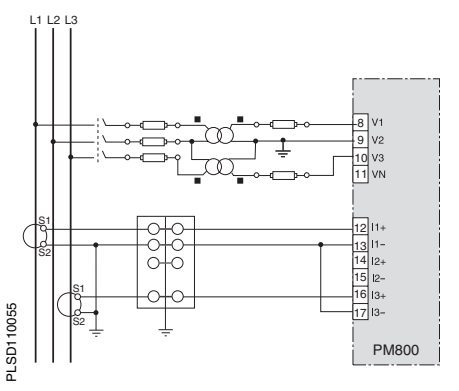 L1 L2 L3
8 V1
9 V2
10 V3
11 VN
S1
12 I1+
S2
13 I1–
14 I2+
15 I2–
S1
16 I3+
S2
17 I3–
PM800
PLSD110055